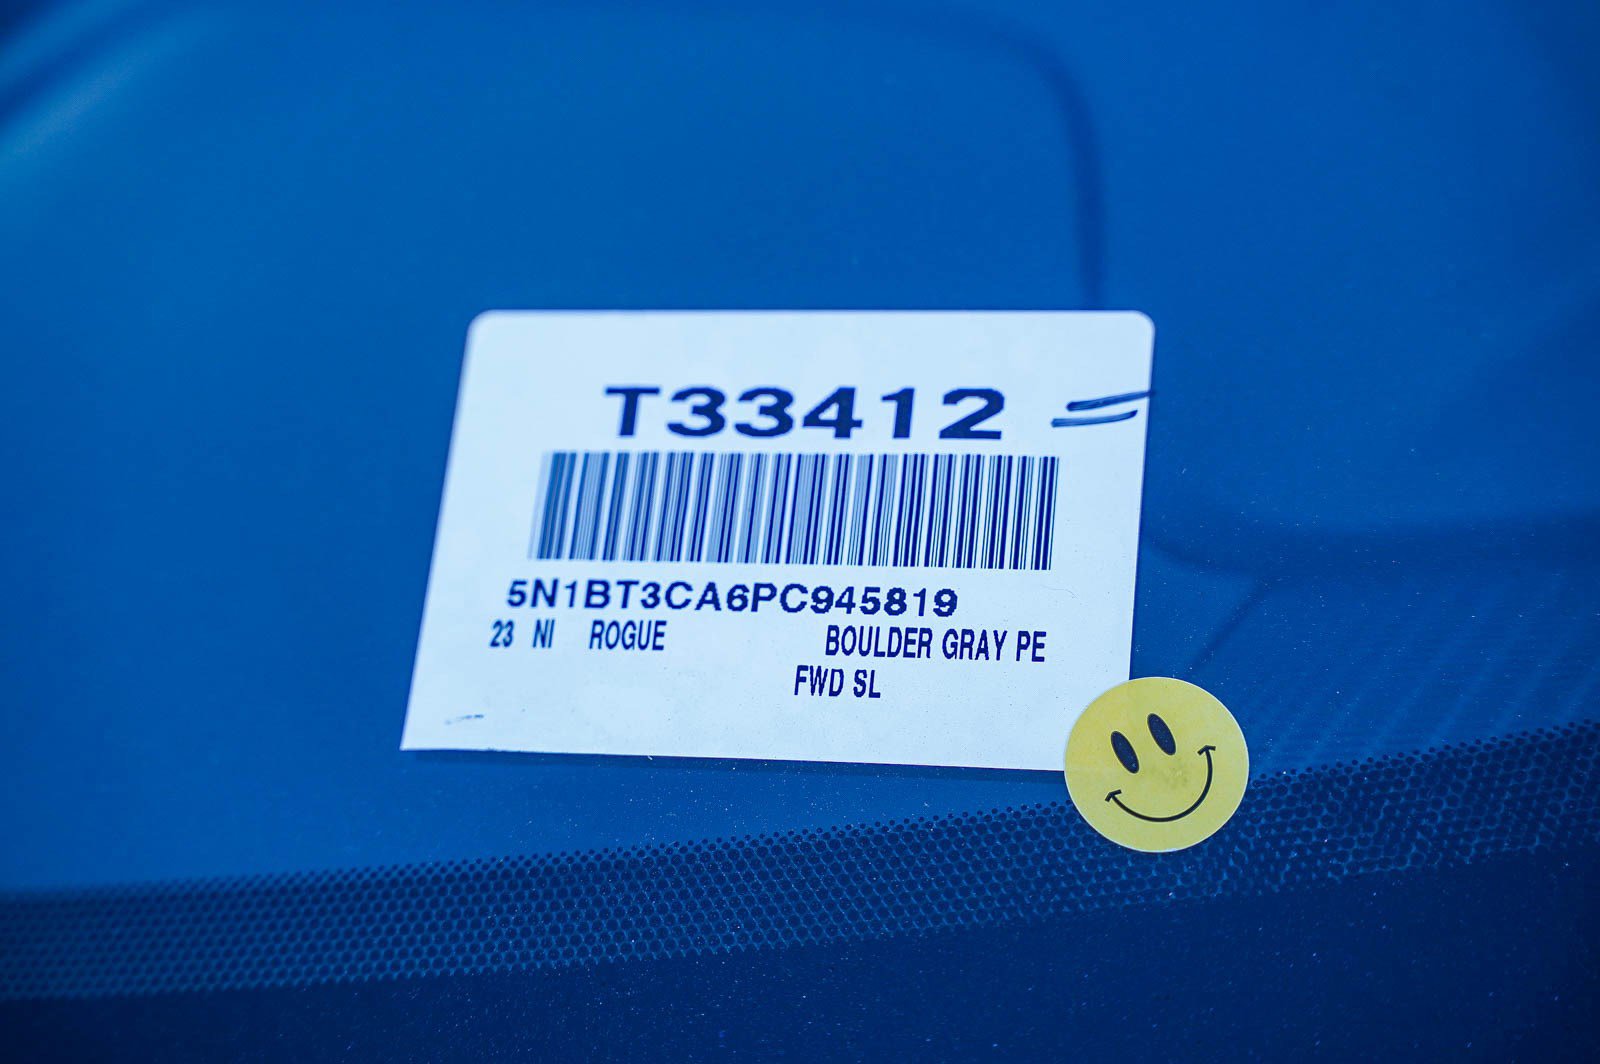 T33412
5N1BT3CA6PC945819
23 NI ROGUE BOULDER GRAY PE
FWD SL